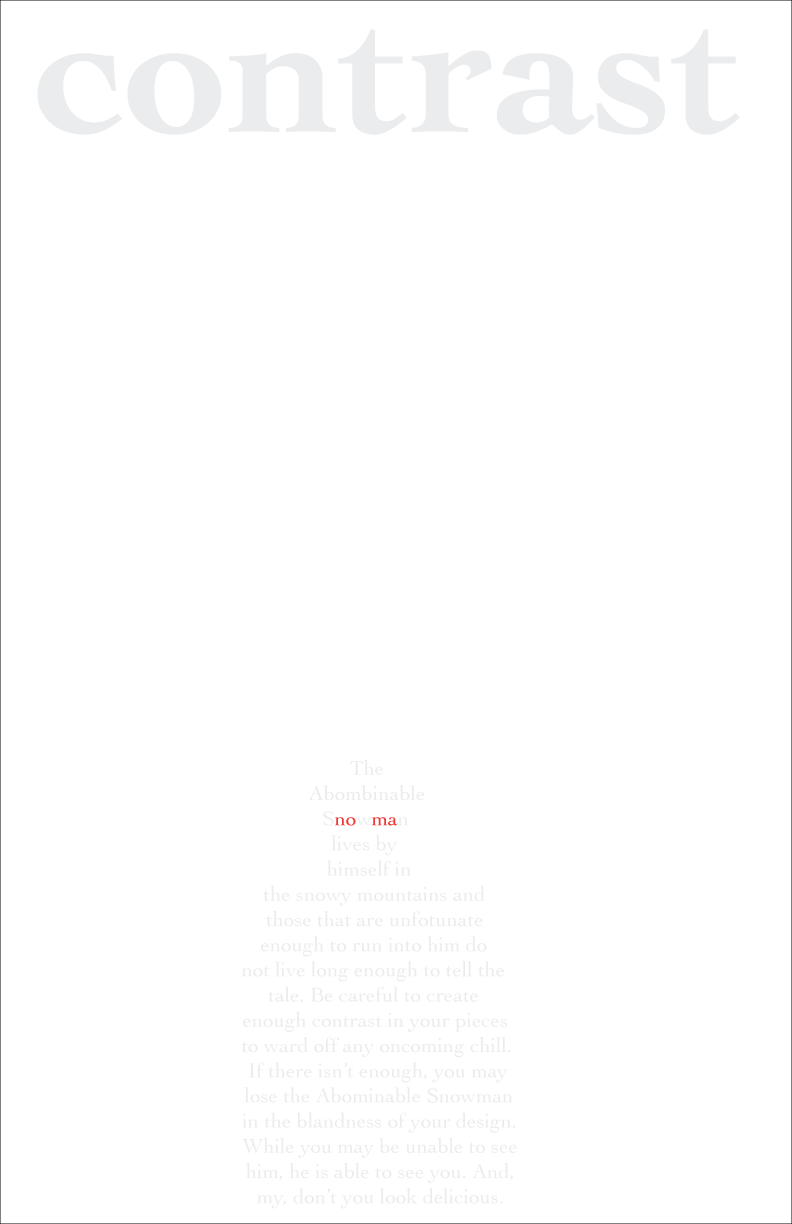 contrast
The
Abombinable
Snowman
lives by
himself in
the snowy mountains and
those that are unfotunate
enough to run into him do
not live long enough to tell the
tale. Be careful to create
enough contrast in your pieces
to ward off any oncoming chill.
If there isn't enough, you may
lose the Abominable Snowman
in the blandness of your design.
While you may be unable to see
him, he is able to see you. And,
my, don't you look delicious.